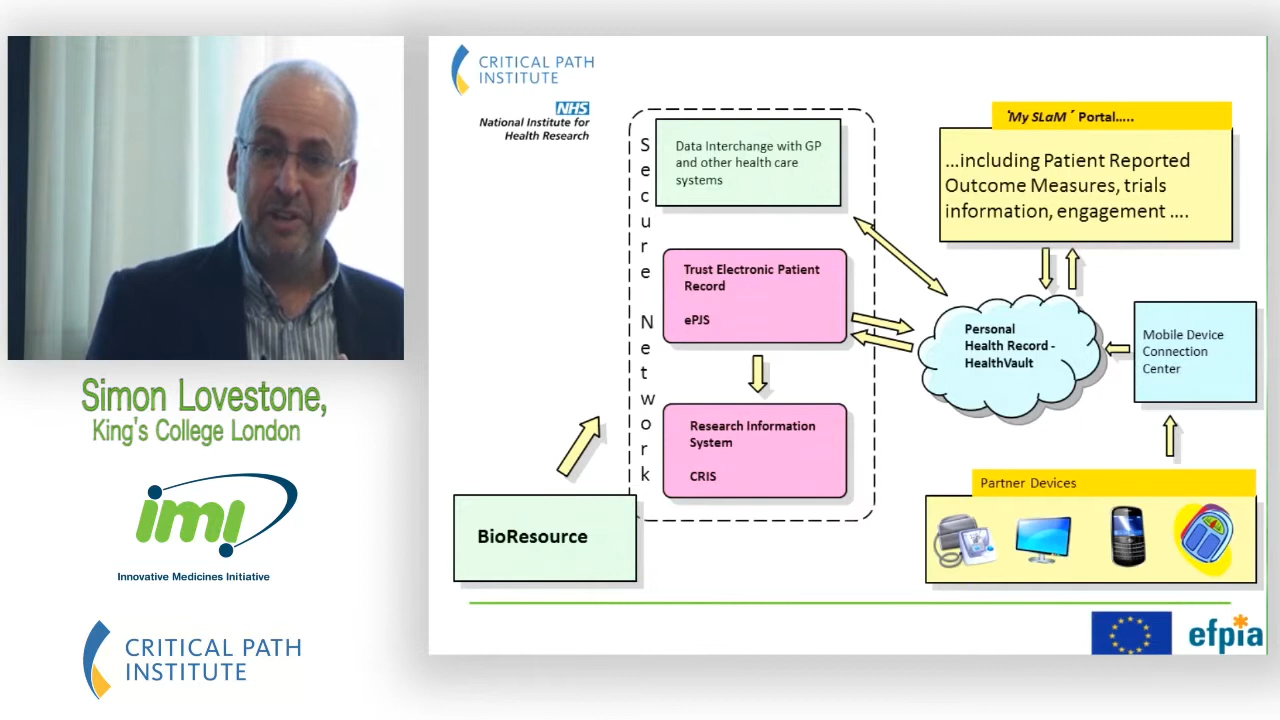 Simon Lovestone,
King's College London
imi
Innovative Medicines Initiative
CRITICAL PATH
INSTITUTE
CRITICAL PATH
INSTITUTE
NHS
National Institute for
Health Research
Secure Network
Data Interchange with GP
and other health care
systems
Trust Electronic Patient
Record
ePJS
Research Information
System
CRIS
BioResource
'My SLaM´ Portal…..
…including Patient Reported
Outcome Measures, trials
information, engagement ….
Personal
Health Record -
HealthVault
Mobile Device
Connection
Center
Partner Devices
efpia